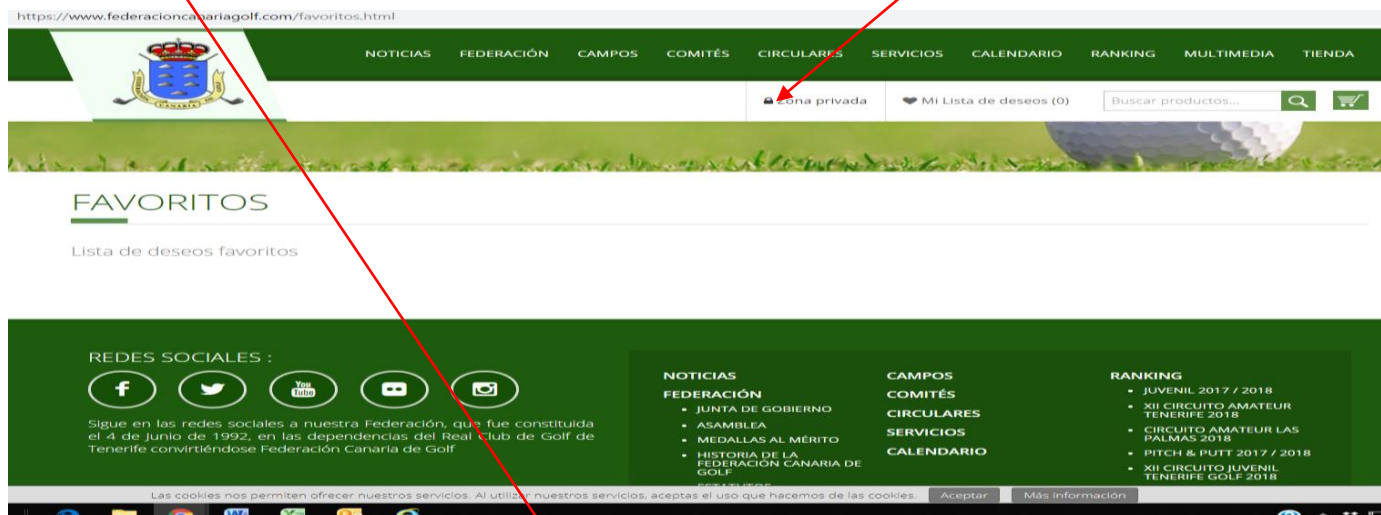 https://www.federacioncanariagolf.com/favoritos.html
NOTICIAS FEDERACIÓN CAMPOS COMITÉS CIRCULARES SERVICIOS CALENDARIO RANKING MULTIMEDIA TIENDA
CANARIA
Zona privada Mi Lista de deseos (0) Buscar productos...
FAVORITOS
Lista de deseos favoritos
REDES SOCIALES :
You Tube
Sigue en las redes sociales a nuestra Federación, que fue constituida
el 4 de Junio de 1992, en las dependencias del Real Club de Golf de
Tenerife convirtiéndose Federación Canaria de Golf
NOTICIAS
FEDERACIÓN
JUNTA DE GOBIERNO
ASAMBLEA
MEDALLAS AL MÉRITO
HISTORIA DE LA
FEDERACIÓN CANARIA DE
GOLF
ESTATUTOS
CAMPOS
COMITÉS
CIRCULARES
SERVICIOS
CALENDARIO
RANKING
JUVENIL 2017 / 2018
XII CIRCUITO AMATEUR
TENERIFE 2018
CIRCUITO AMATEUR LAS
PALMAS 2018
PITCH & PUTT 2017 / 2018
XII CIRCUITO JUVENIL
TENERIFE GOLF 2018
Las cookies nos permiten ofrecer nuestros servicios. Al utilizar nuestros servicios, aceptas el uso que hacemos de las cookies. Aceptar Más Información